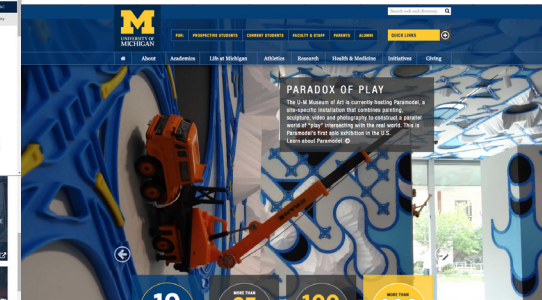 Search web and directory
UNIVERSITY OF
MICHIGAN
FOR: PROSPECTIVE STUDENTS CURRENT STUDENTS FACULTY & STAFF PARENTS ALUMNI QUICK LINKS
About Academics Life at Michigan Athletics Research Health & Medicine Initiatives Giving
PARADOX OF PLAY
The U-M Museum of Art is currently hosting Paramodel, a
site-specific installation that combines painting,
sculpture, video and photography to construct a parallel
world of "play" intersecting with the real world. This is
Paramodel's first solo exhibition in the U.S.
Learn about Paramodel
MORE THAN
MORE THAN